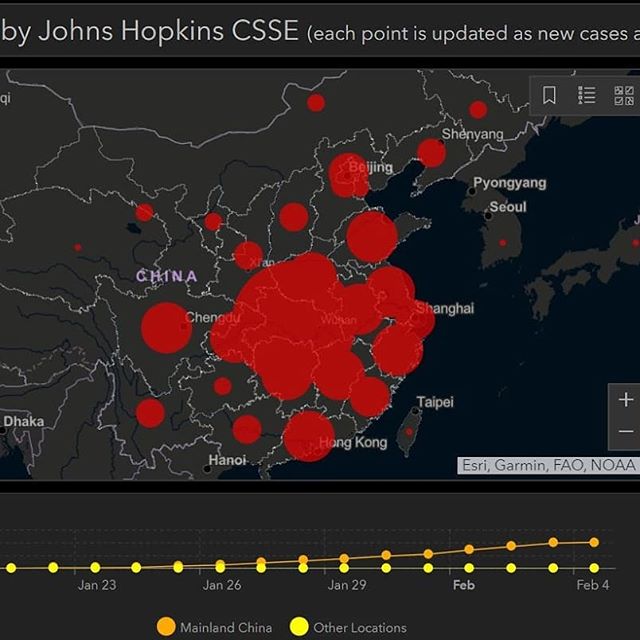 by Johns Hopkins CSSE (each point is updated as new cases a
qi
Shenyang
Beijing
Pyongyang
Seoul
J
Xi'an
CHINA
Chengdu
Wuhan
Shanghai
Taipei
Dhaka
Hong Kong
Hanoi
+
−
Esri, Garmin, FAO, NOAA
Jan 23 Jan 26 Jan 29 Feb Feb 4
Mainland China Other Locations